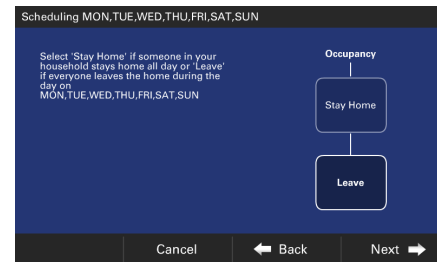 Scheduling MON,TUE,WED,THU,FRI,SAT,SUN
Select 'Stay Home' if someone in your
household stays home all day or 'Leave'
if everyone leaves the home during the
day on
MON,TUE,WED,THU,FRI,SAT,SUN
Occupancy
Stay Home
Leave
Cancel
Back
Next